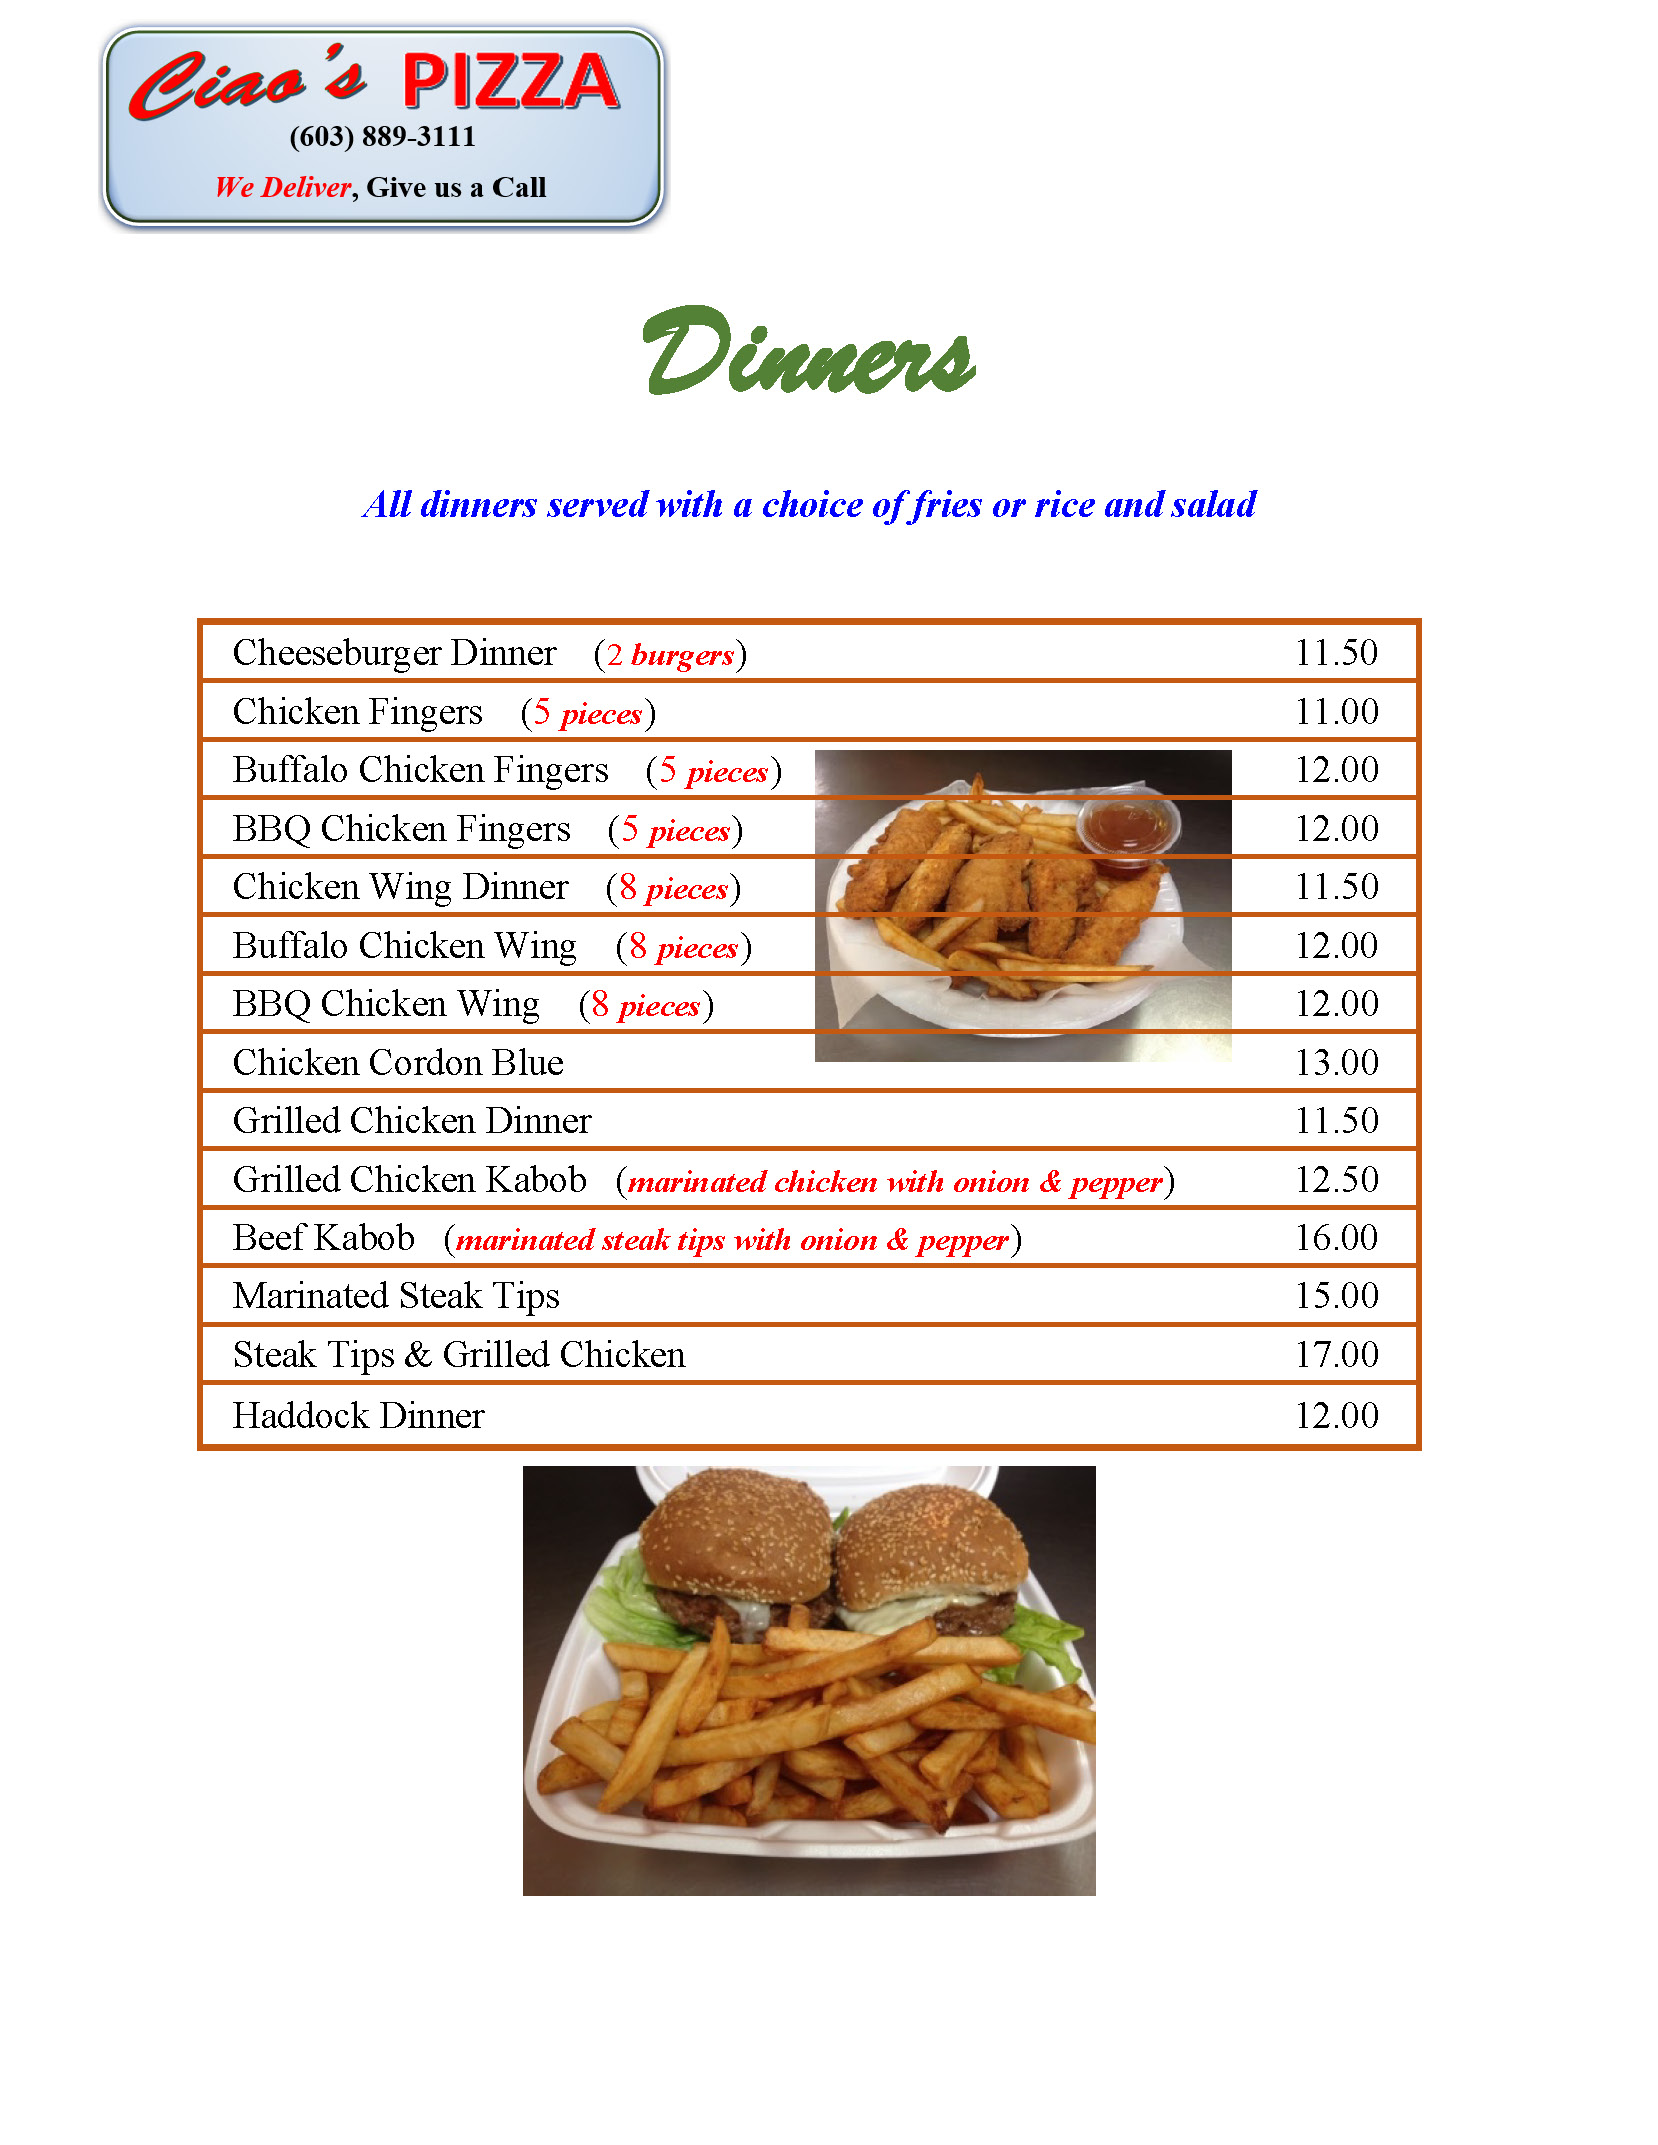 Ciao's PIZZA
(603) 889-3111
We Deliver, Give us a Call
Dinners
All dinners served with a choice of fries or rice and salad
Cheeseburger Dinner (2 burgers) 11.50
Chicken Fingers (5 pieces) 11.00
Buffalo Chicken Fingers (5 pieces) 12.00
BBQ Chicken Fingers (5 pieces) 12.00
Chicken Wing Dinner (8 pieces) 11.50
Buffalo Chicken Wing (8 pieces) 12.00
BBQ Chicken Wing (8 pieces) 12.00
Chicken Cordon Blue 13.00
Grilled Chicken Dinner 11.50
Grilled Chicken Kabob (marinated chicken with onion & pepper) 12.50
Beef Kabob (marinated steak tips with onion & pepper) 16.00
Marinated Steak Tips 15.00
Steak Tips & Grilled Chicken 17.00
Haddock Dinner 12.00